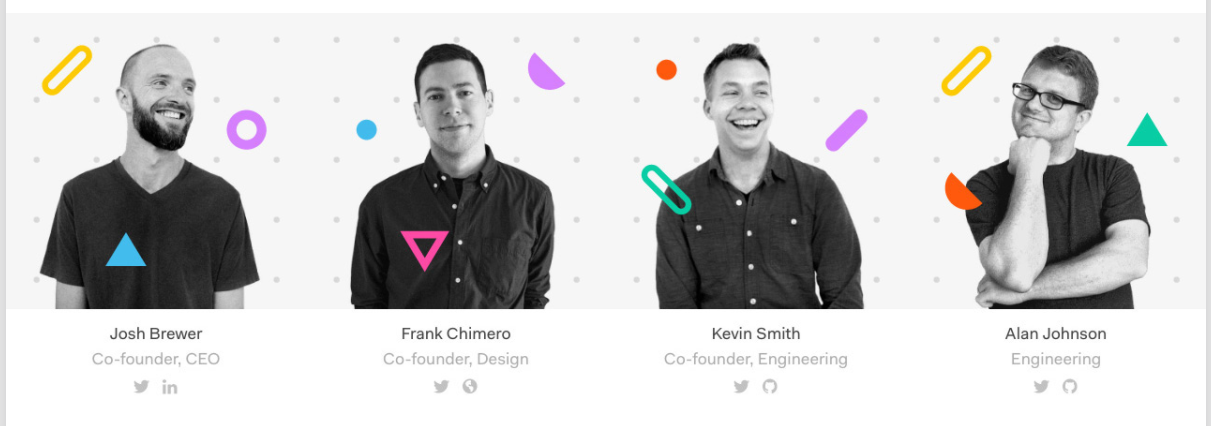 Josh Brewer
Co-founder, CEO
Frank Chimero
Co-founder, Design
Kevin Smith
Co-founder, Engineering
Alan Johnson
Engineering